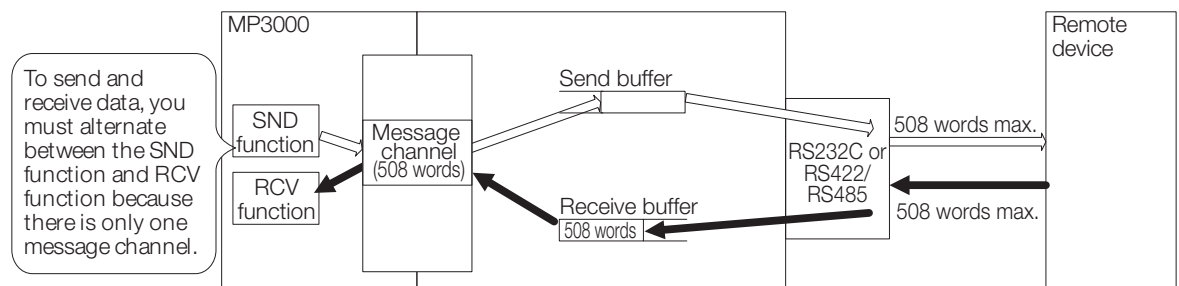 MP3000
Remote
device
To send and
receive data, you
must alternate
between the SND
function and RCV
function because
there is only one
message channel.
SND
function
RCV
function
Message
channel
(508 words)
Send buffer
Receive buffer
508 words
RS232C or
RS422/
RS485
508 words max.
508 words max.